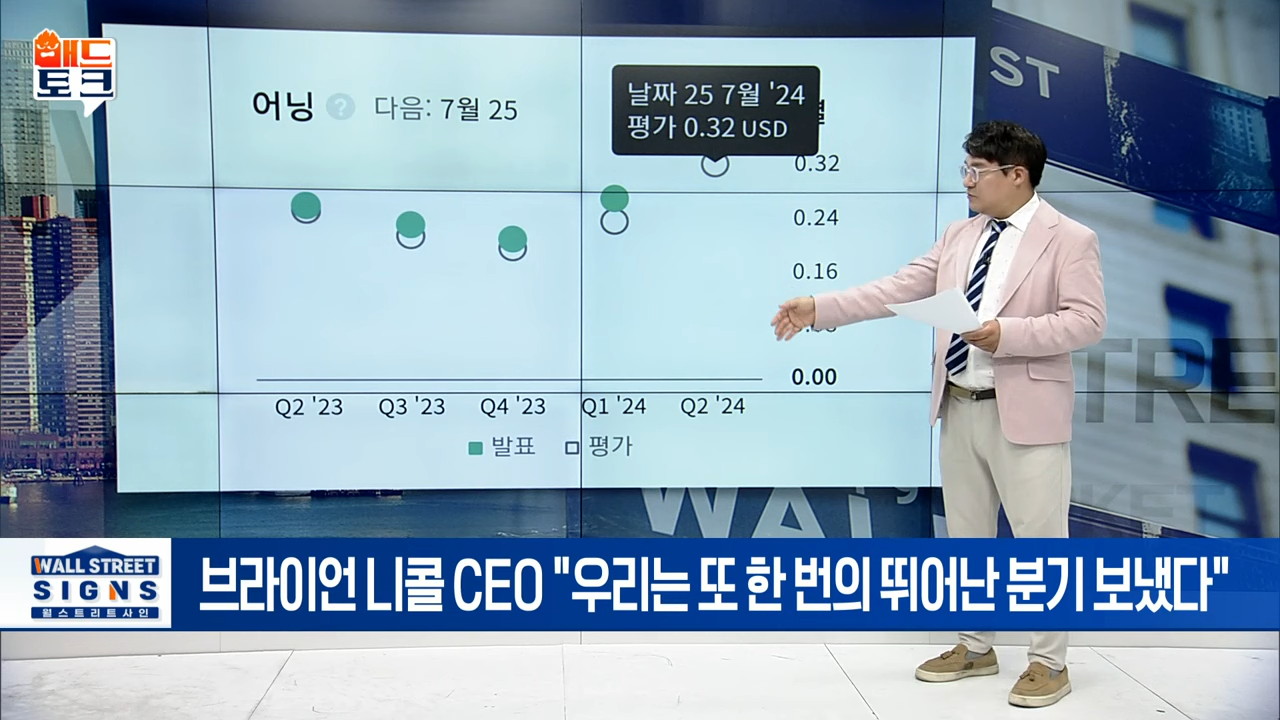 매드
토크
ST
어닝 ? 다음: 7월 25
날짜 25 7월 '24
평가 0.32 USD
0.32
0.24
0.16
0.00
Q2 '23 Q3 '23 Q4 '23 Q1 '24 Q2 '24
발표 평가
WALL
TRE
WALL STREET
SIGNS
월스트리트사인
브라이언 니콜 CEO "우리는 또 한 번의 뛰어난 분기 보냈다"